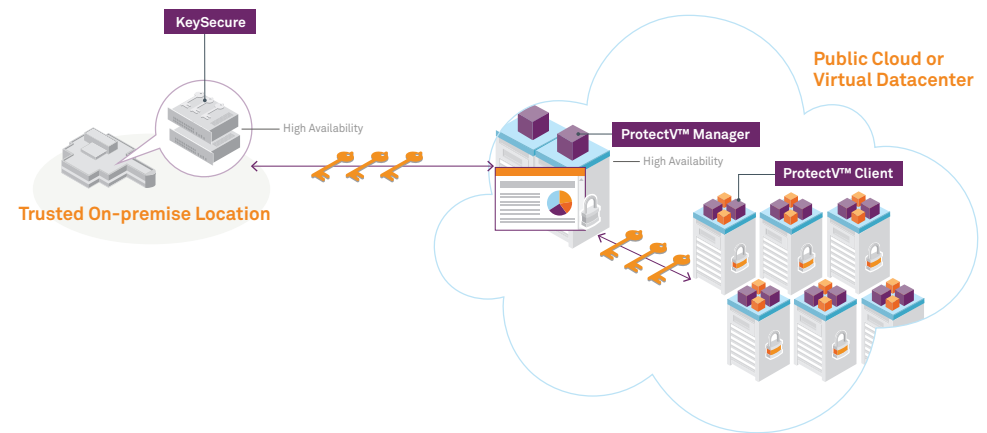 KeySecure
High Availability
Trusted On-premise Location
Public Cloud or
Virtual Datacenter
ProtectV™ Manager
High Availability
ProtectV™ Client